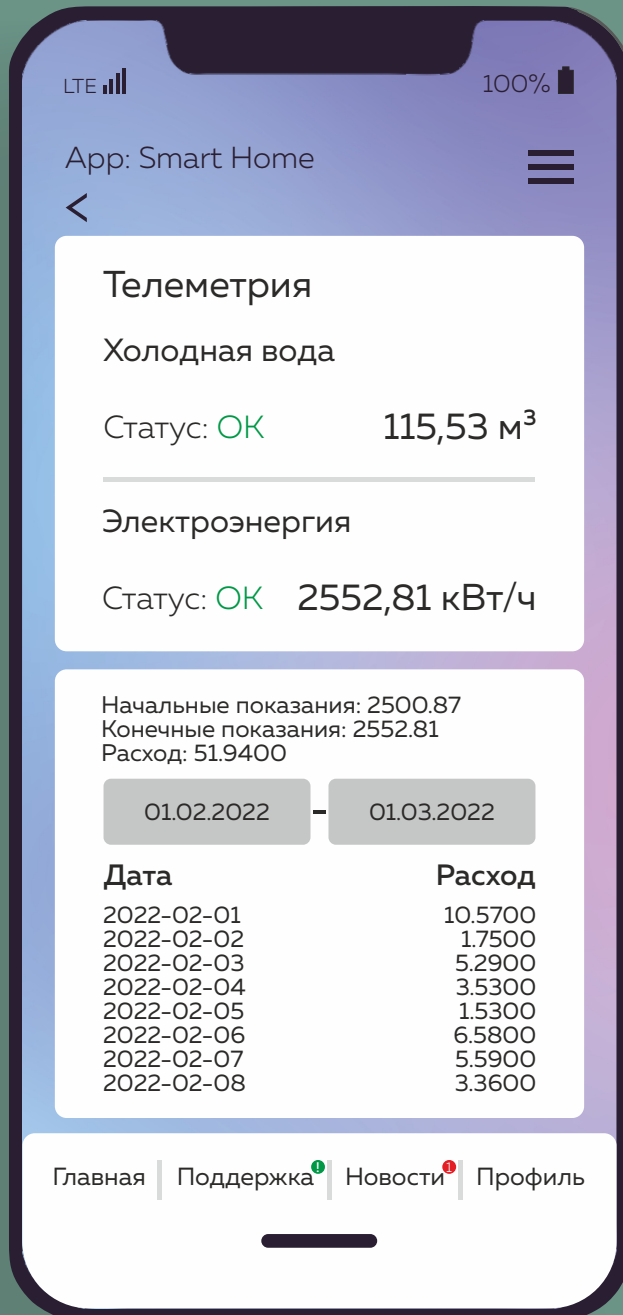 LTE 100%
App: Smart Home
<
Телеметрия
Холодная вода
Статус: OK 115,53 м³
Электроэнергия
Статус: OK 2552,81 кВт/ч
Начальные показания: 2500.87
Конечные показания: 2552.81
Расход: 51.9400
01.02.2022 - 01.03.2022
Дата Расход
2022-02-01 10.5700
2022-02-02 1.7500
2022-02-03 5.2900
2022-02-04 3.5300
2022-02-05 1.5300
2022-02-06 6.5800
2022-02-07 5.5900
2022-02-08 3.3600
Главная Поддержка ! Новости 1 Профиль